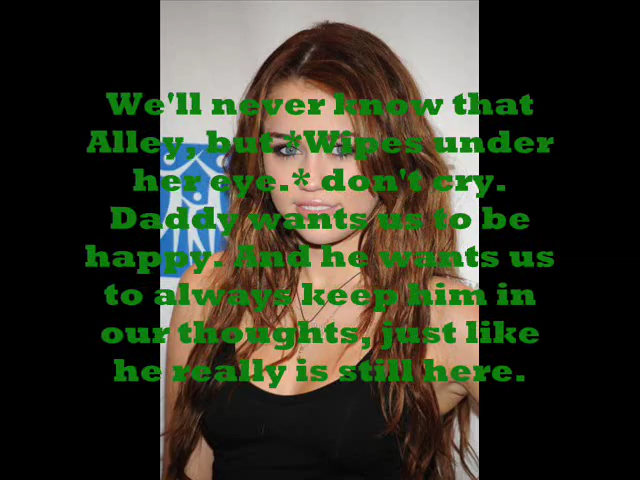 We'll never know that
Alley, but *Wipes under
her eye.* don't cry.
Daddy wants us to be
happy. And he wants us
to always keep him in
our thoughts, just like
he really is still here.